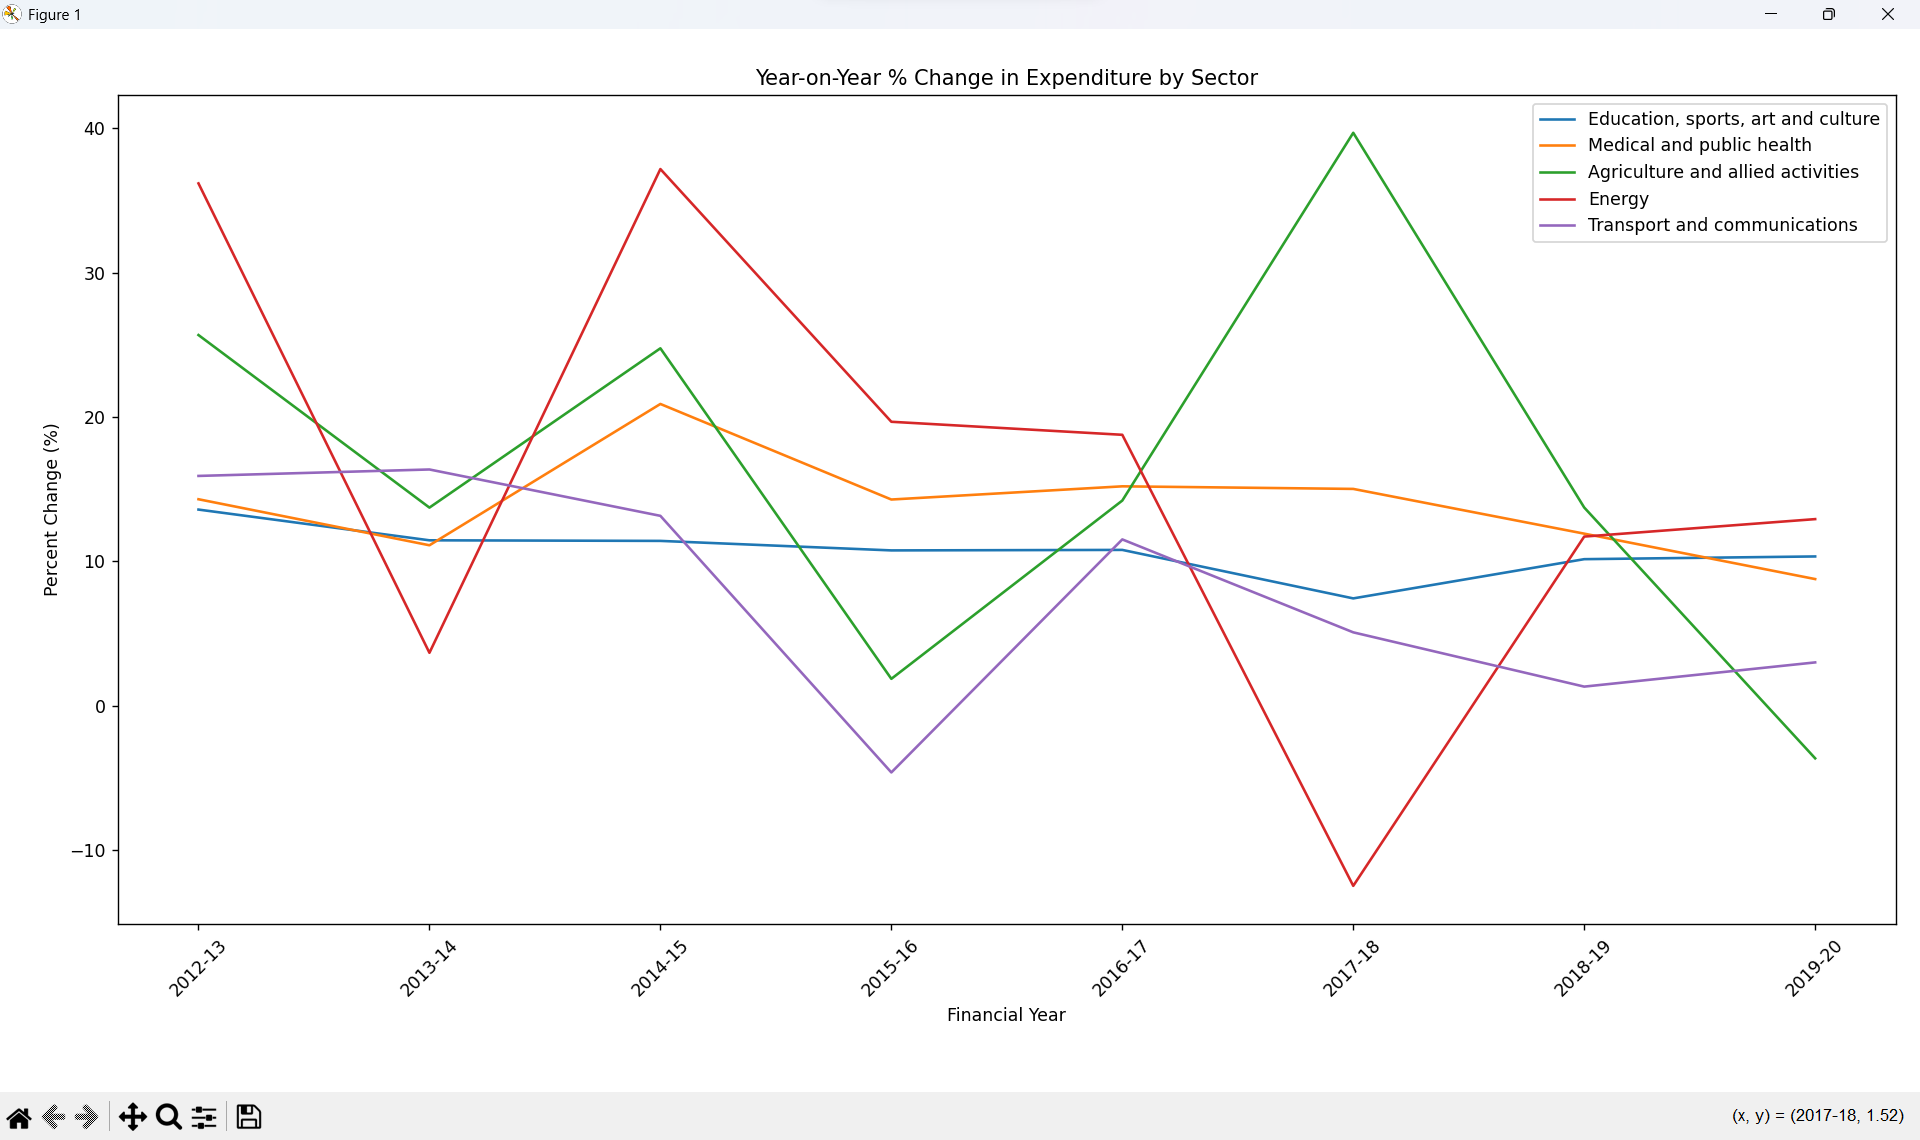 Figure 1
Year-on-Year % Change in Expenditure by Sector
Education, sports, art and culture
Medical and public health
Agriculture and allied activities
Energy
Transport and communications
Percent Change (%)
40
30
20
10
0
−10
2012-13
2013-14
2014-15
2015-16
2016-17
2017-18
2018-19
2019-20
Financial Year
(x, y) = (2017-18, 1.52)